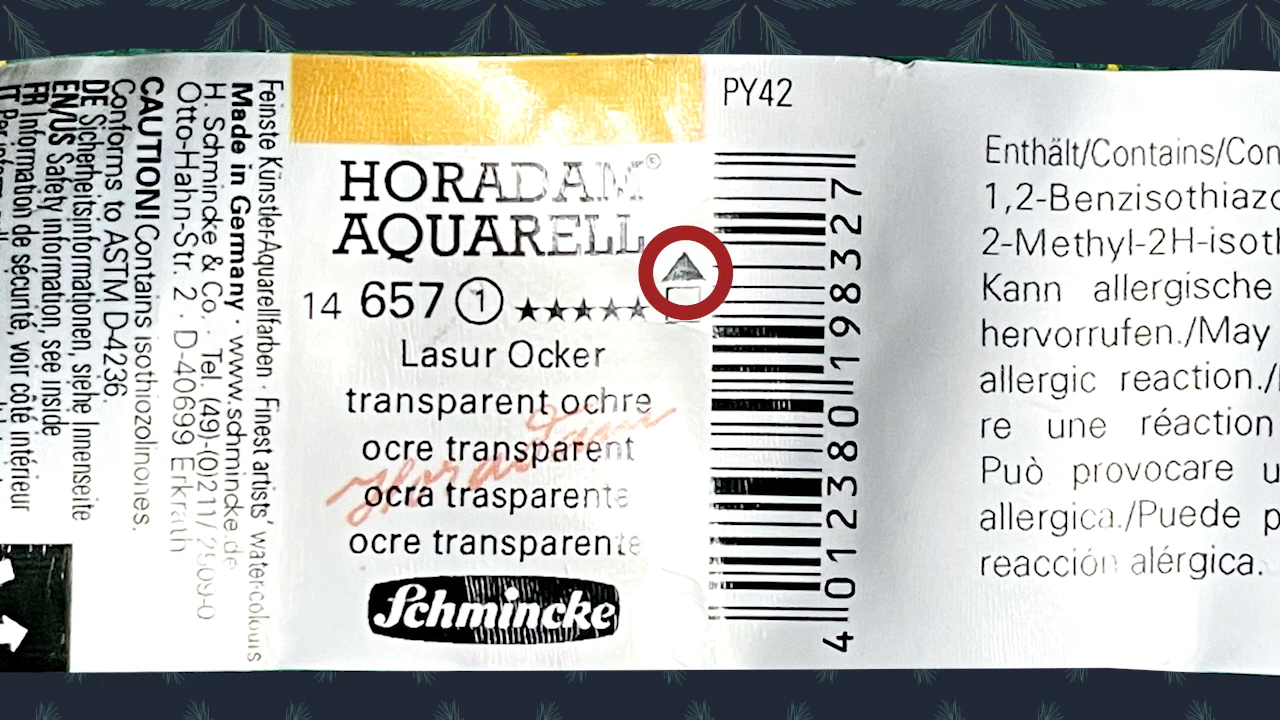 Feinste Künstler-Aquarellfarben · Finest artists' watercolours
Made in Germany · www.schmincke.de
H. Schmincke & Co. · Tel. (49)-(0)211/2509-0
Otto-Hahn-Str. 2 · D-40699 Erkrath
CAUTION! Contains isothiozolinones.
Conforms to ASTM D-4236.
DE Sicherheitsinformationen, siehe Innenseite
EN/US Safety information, see inside
FR Information de sécurité, voir côté intérieur
HORADAM®
AQUARELL
14 657 1 ★★★★★
Lasur Ocker
transparent ochre
ocre transparent
ocra trasparente
ocre transparente
Schmincke
PY42
4 012380 198327
Enthält/Contains/Con
1,2-Benzisothiazo
2-Methyl-2H-isoth
Kann allergische
hervorrufen./May
allergic reaction./
re une réaction
Può provocare u
allergica./Puede p
reacción alérgica.